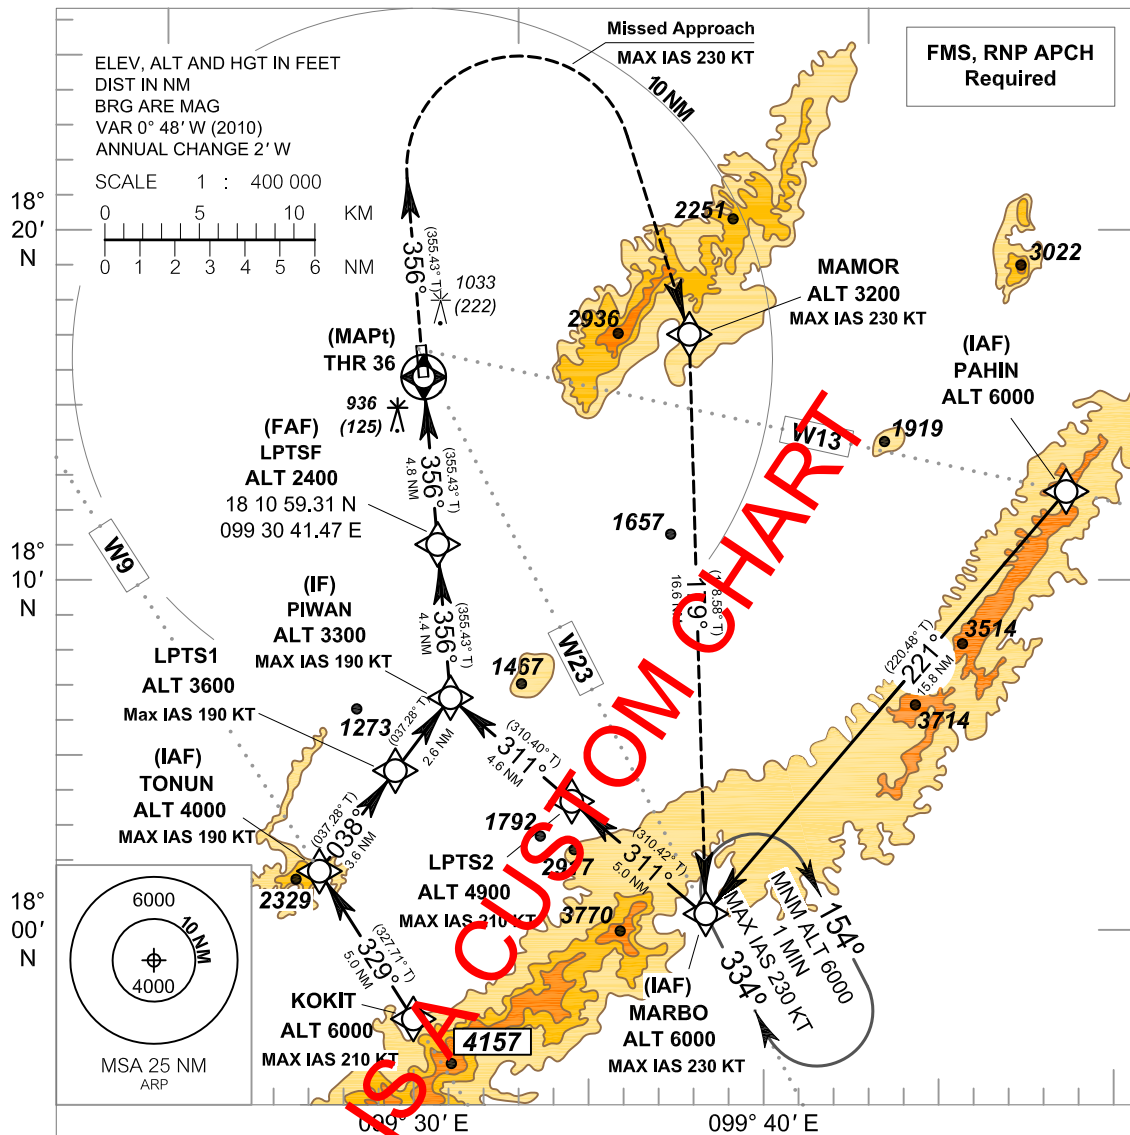 ELEV, ALT AND HGT IN FEET
DIST IN NM
BRG ARE MAG
VAR 0° 48' W (2010)
ANNUAL CHANGE 2' W
SCALE 1 : 400 000
0 5 10 KM
0 1 2 3 4 5 6 NM
Missed Approach
MAX IAS 230 KT
10 NM
FMS, RNP APCH
Required
18°
20'
N
18°
10'
N
18°
00'
N
099° 30' E
099° 40' E
2251
3022
2936
1919
1657
3514
3714
1467
1273
1792
2329
3770
4157
1033
(222)
936
(125)
MAMOR
ALT 3200
MAX IAS 230 KT
(IAF)
PAHIN
ALT 6000
(MAPt)
THR 36
(FAF)
LPTSF
ALT 2400
18 10 59.31 N
099 30 41.47 E
(IF)
PIWAN
ALT 3300
MAX IAS 190 KT
LPTS1
ALT 3600
Max IAS 190 KT
(IAF)
TONUN
ALT 4000
MAX IAS 190 KT
KOKIT
ALT 6000
MAX IAS 210 KT
LPTS2
ALT 4900
MAX IAS 210 KT
(IAF)
MARBO
ALT 6000
MAX IAS 230 KT
W9
W13
W23
(355.43° T)
356°
(355.43° T)
356°
4.8 NM
(355.43° T)
356°
4.4 NM
(037.28° T)
2.6 NM
(037.28° T)
038°
3.6 NM
(327.71° T)
329°
5.0 NM
(310.40° T)
311°
4.6 NM
(310.42° T)
311°
5.0 NM
(178.58° T)
179°
16.6 NM
(220.48° T)
221°
15.8 NM
154°
MNM ALT 6000
1 MIN
MAX IAS 230 KT
334°
6000
10 NM
4000
MSA 25 NM
ARP
IS A CUSTOM CHART